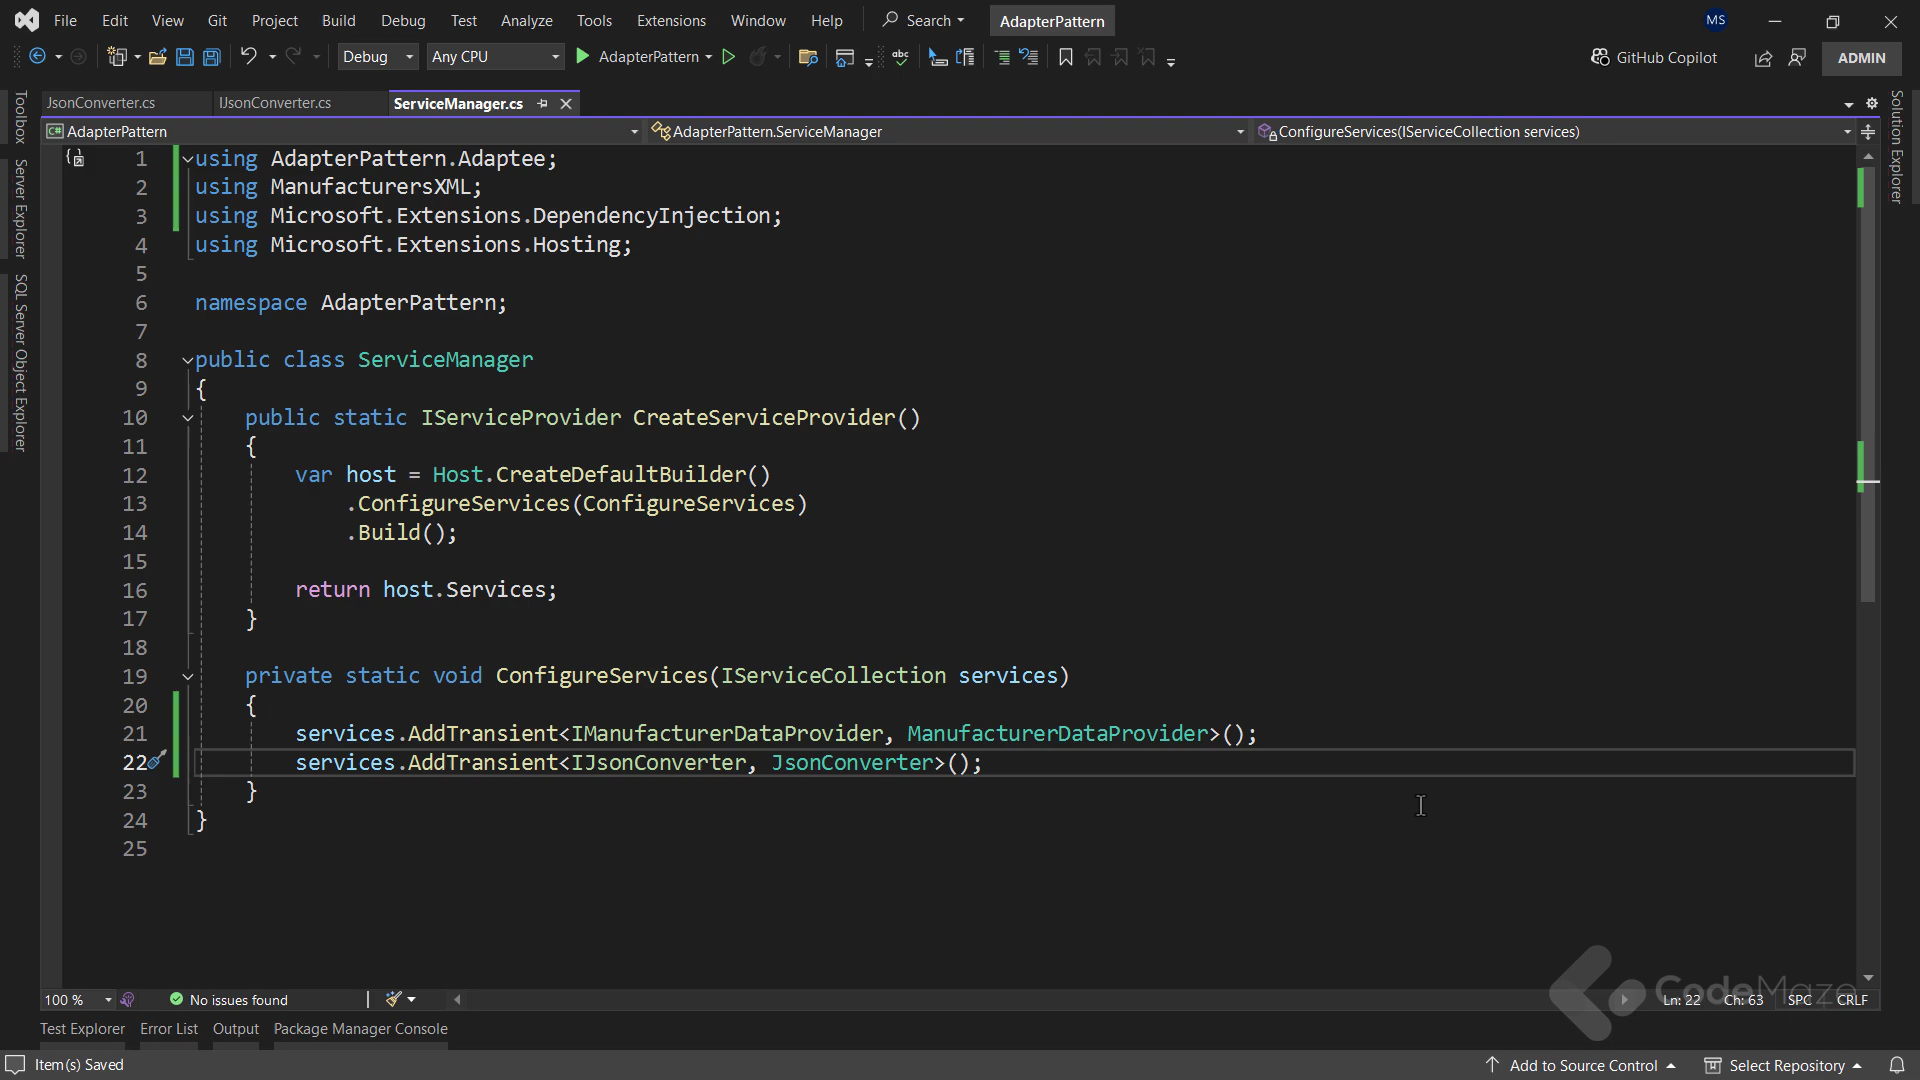 File Edit View Git Project Build Debug Test Analyze Tools Extensions Window Help Search AdapterPattern MS
Debug Any CPU AdapterPattern abc GitHub Copilot ADMIN
JsonConverter.cs IJsonConverter.cs ServiceManager.cs
C# AdapterPattern AdapterPattern.ServiceManager ConfigureServices(IServiceCollection services)
Toolbox
Server Explorer
SQL Server Object Explorer
Solution Explorer
1 using AdapterPattern.Adaptee;
2 using ManufacturersXML;
3 using Microsoft.Extensions.DependencyInjection;
4 using Microsoft.Extensions.Hosting;
5
6 namespace AdapterPattern;
7
8 public class ServiceManager
9 {
10 public static IServiceProvider CreateServiceProvider()
11 {
12 var host = Host.CreateDefaultBuilder()
13 .ConfigureServices(ConfigureServices)
14 .Build();
15
16 return host.Services;
17 }
18
19 private static void ConfigureServices(IServiceCollection services)
20 {
21 services.AddTransient<IManufacturerDataProvider, ManufacturerDataProvider>();
22 services.AddTransient<IJsonConverter, JsonConverter>();
23 }
24 }
25
CodeMaze
100 % No issues found Ln: 22 Ch: 63 SPC CRLF
Test Explorer Error List Output Package Manager Console
Item(s) Saved Add to Source Control Select Repository